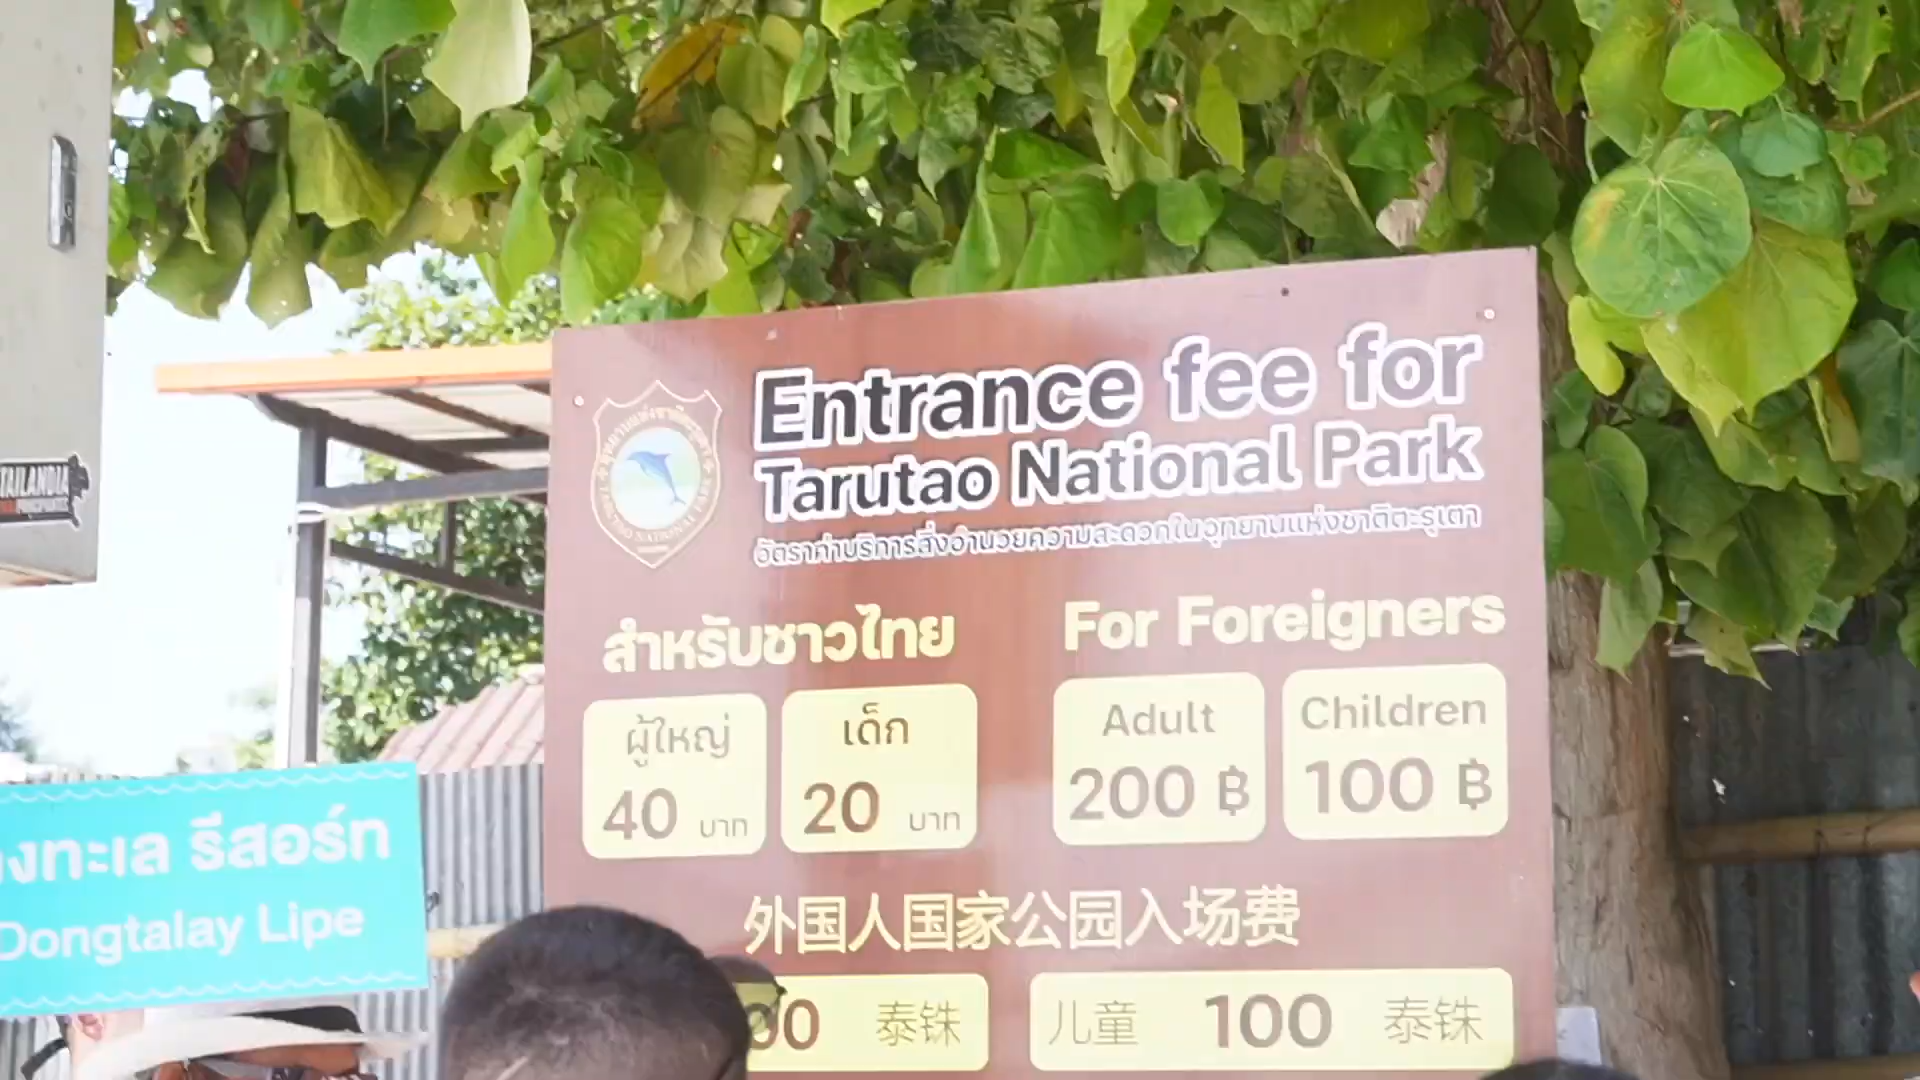 Entrance fee for
Tarutao National Park
อัตราค่าบริการสิ่งอำนวยความสะดวกในอุทยานแห่งชาติตะรุเตา
สำหรับชาวไทย
ผู้ใหญ่
40 บาท
เด็ก
20 บาท
For Foreigners
Adult
200 ฿
Children
100 ฿
外国人国家公园入场费
泰铢
儿童 100 泰铢
รีสอร์ท
Dongtalay Lipe
TAILANDIA